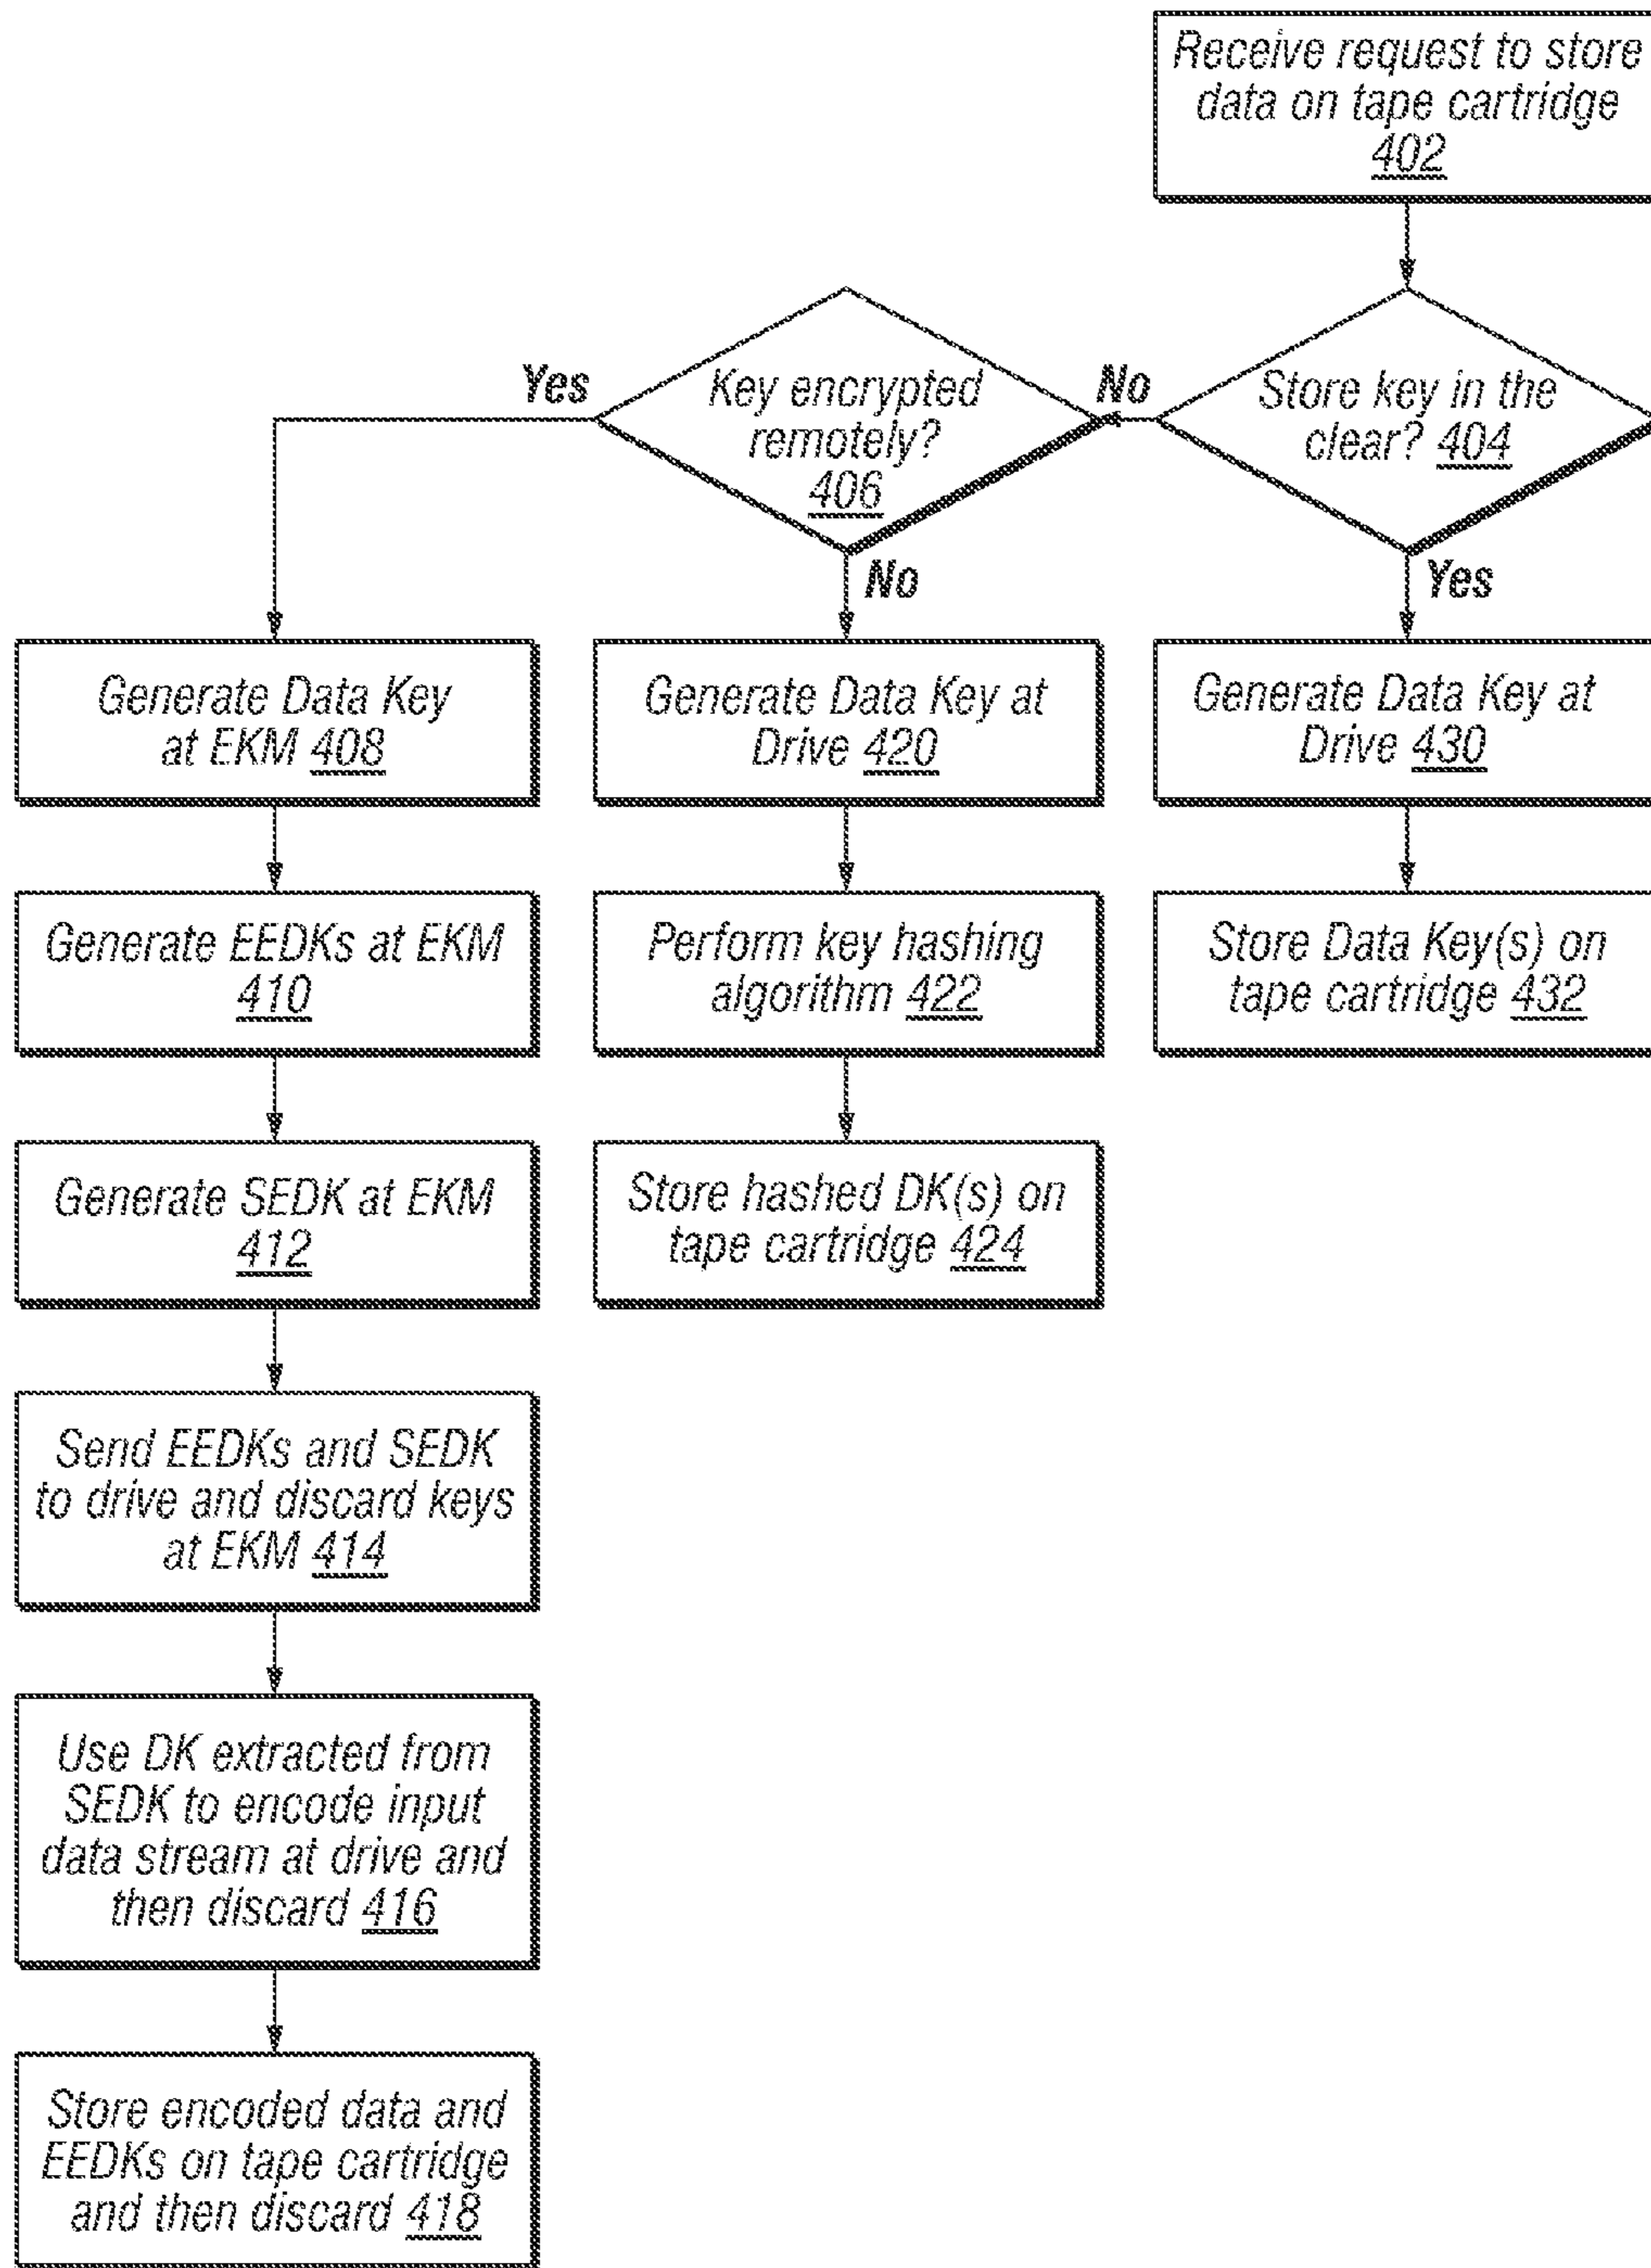 Receive request to store
data on tape cartridge
402
Store key in the
clear? 404
No
Yes
Key encrypted
remotely?
406
Yes
No
Generate Data Key
at EKM 408
Generate EEDKs at EKM
410
Generate SEDK at EKM
412
Send EEDKs and SEDK
to drive and discard keys
at EKM 414
Use DK extracted from
SEDK to encode input
data stream at drive and
then discard 416
Store encoded data and
EEDKs on tape cartridge
and then discard 418
Generate Data Key at
Drive 420
Perform key hashing
algorithm 422
Store hashed DK(s) on
tape cartridge 424
Generate Data Key at
Drive 430
Store Data Key(s) on
tape cartridge 432